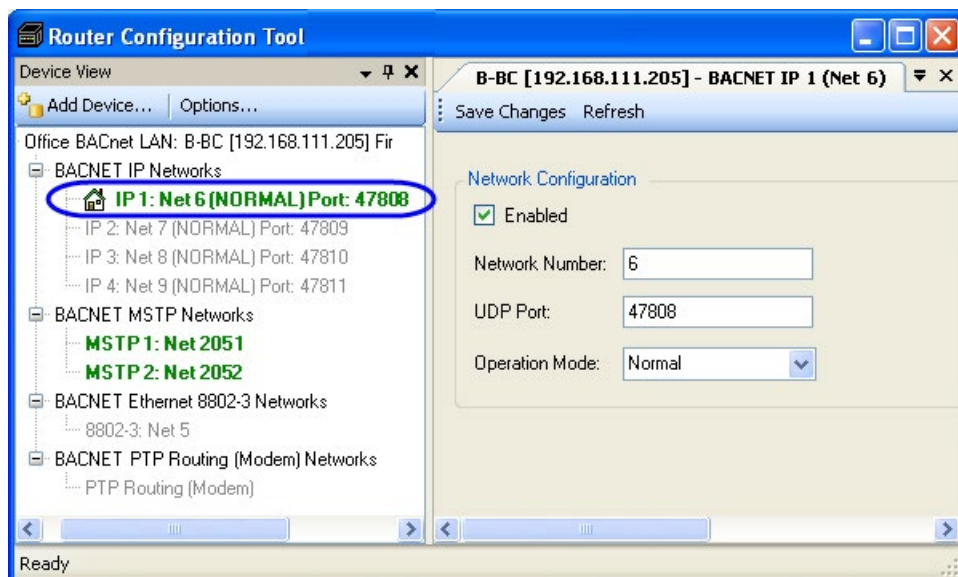 Router Configuration Tool
Device View
Add Device... Options...
Office BACnet LAN: B-BC [192.168.111.205] Fir
BACNET IP Networks
IP 1: Net 6 (NORMAL) Port: 47808
IP 2: Net 7 (NORMAL) Port: 47809
IP 3: Net 8 (NORMAL) Port: 47810
IP 4: Net 9 (NORMAL) Port: 47811
BACNET MSTP Networks
MSTP 1: Net 2051
MSTP 2: Net 2052
BACNET Ethernet 8802-3 Networks
8802-3: Net 5
BACNET PTP Routing (Modem) Networks
PTP Routing (Modem)
B-BC [192.168.111.205] - BACNET IP 1 (Net 6)
Save Changes Refresh
Network Configuration
Enabled
Network Number: 6
UDP Port: 47808
Operation Mode: Normal
Ready